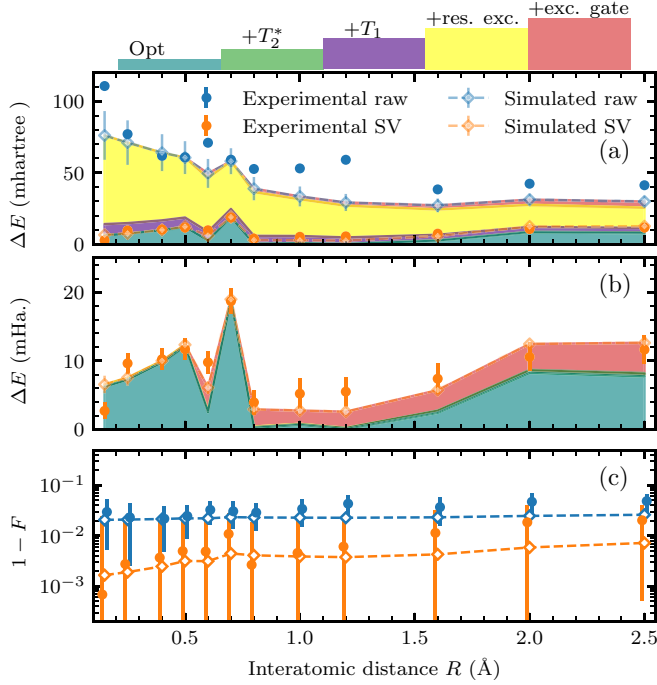 Opt
+T₂*
+T₁
+res. exc.
+exc. gate
Experimental raw
Simulated raw
Experimental SV
Simulated SV
(a)
ΔE (mhartree )
100
50
0
(b)
ΔE (mHa.)
20
10
0
(c)
1 − F
10⁻¹
10⁻²
10⁻³
0.5
1.0
1.5
2.0
2.5
Interatomic distance R (Å)